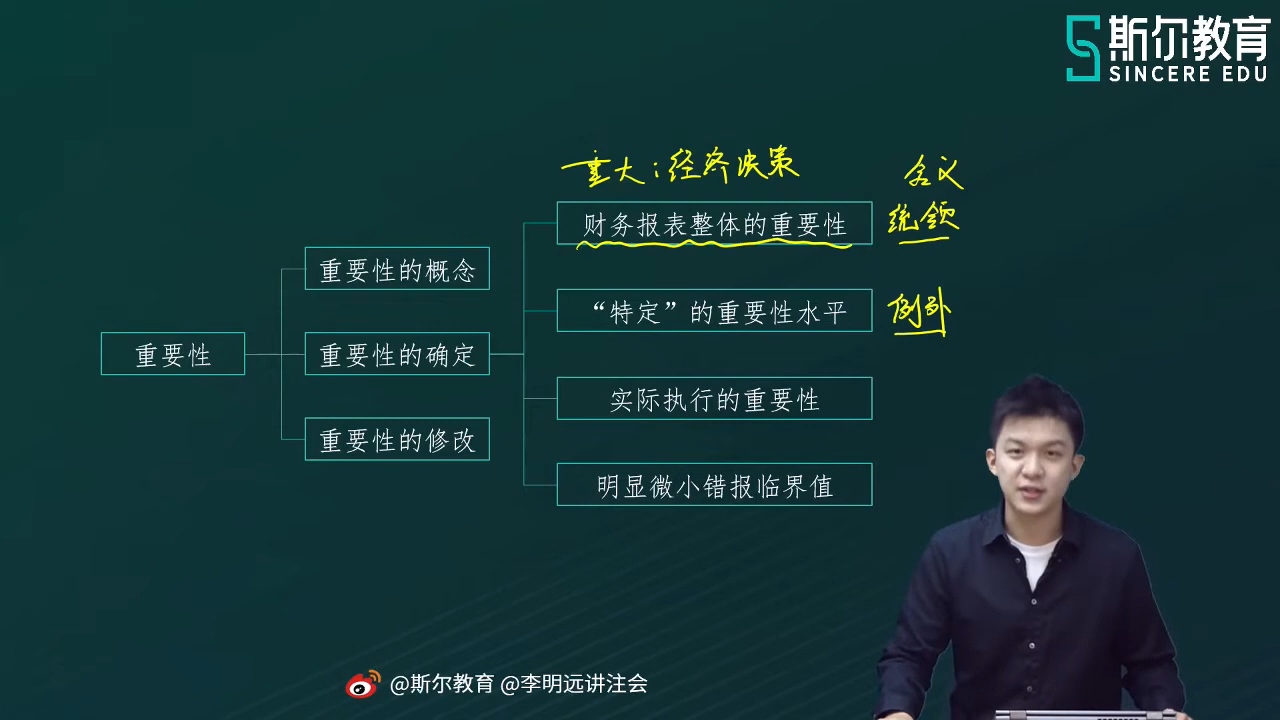 斯尔教育
SINCERE EDU
重大：经济决策
含义
财务报表整体的重要性
统领
重要性的概念
“特定”的重要性水平
例外
重要性
重要性的确定
实际执行的重要性
重要性的修改
明显微小错报临界值
@斯尔教育 @李明远讲注会